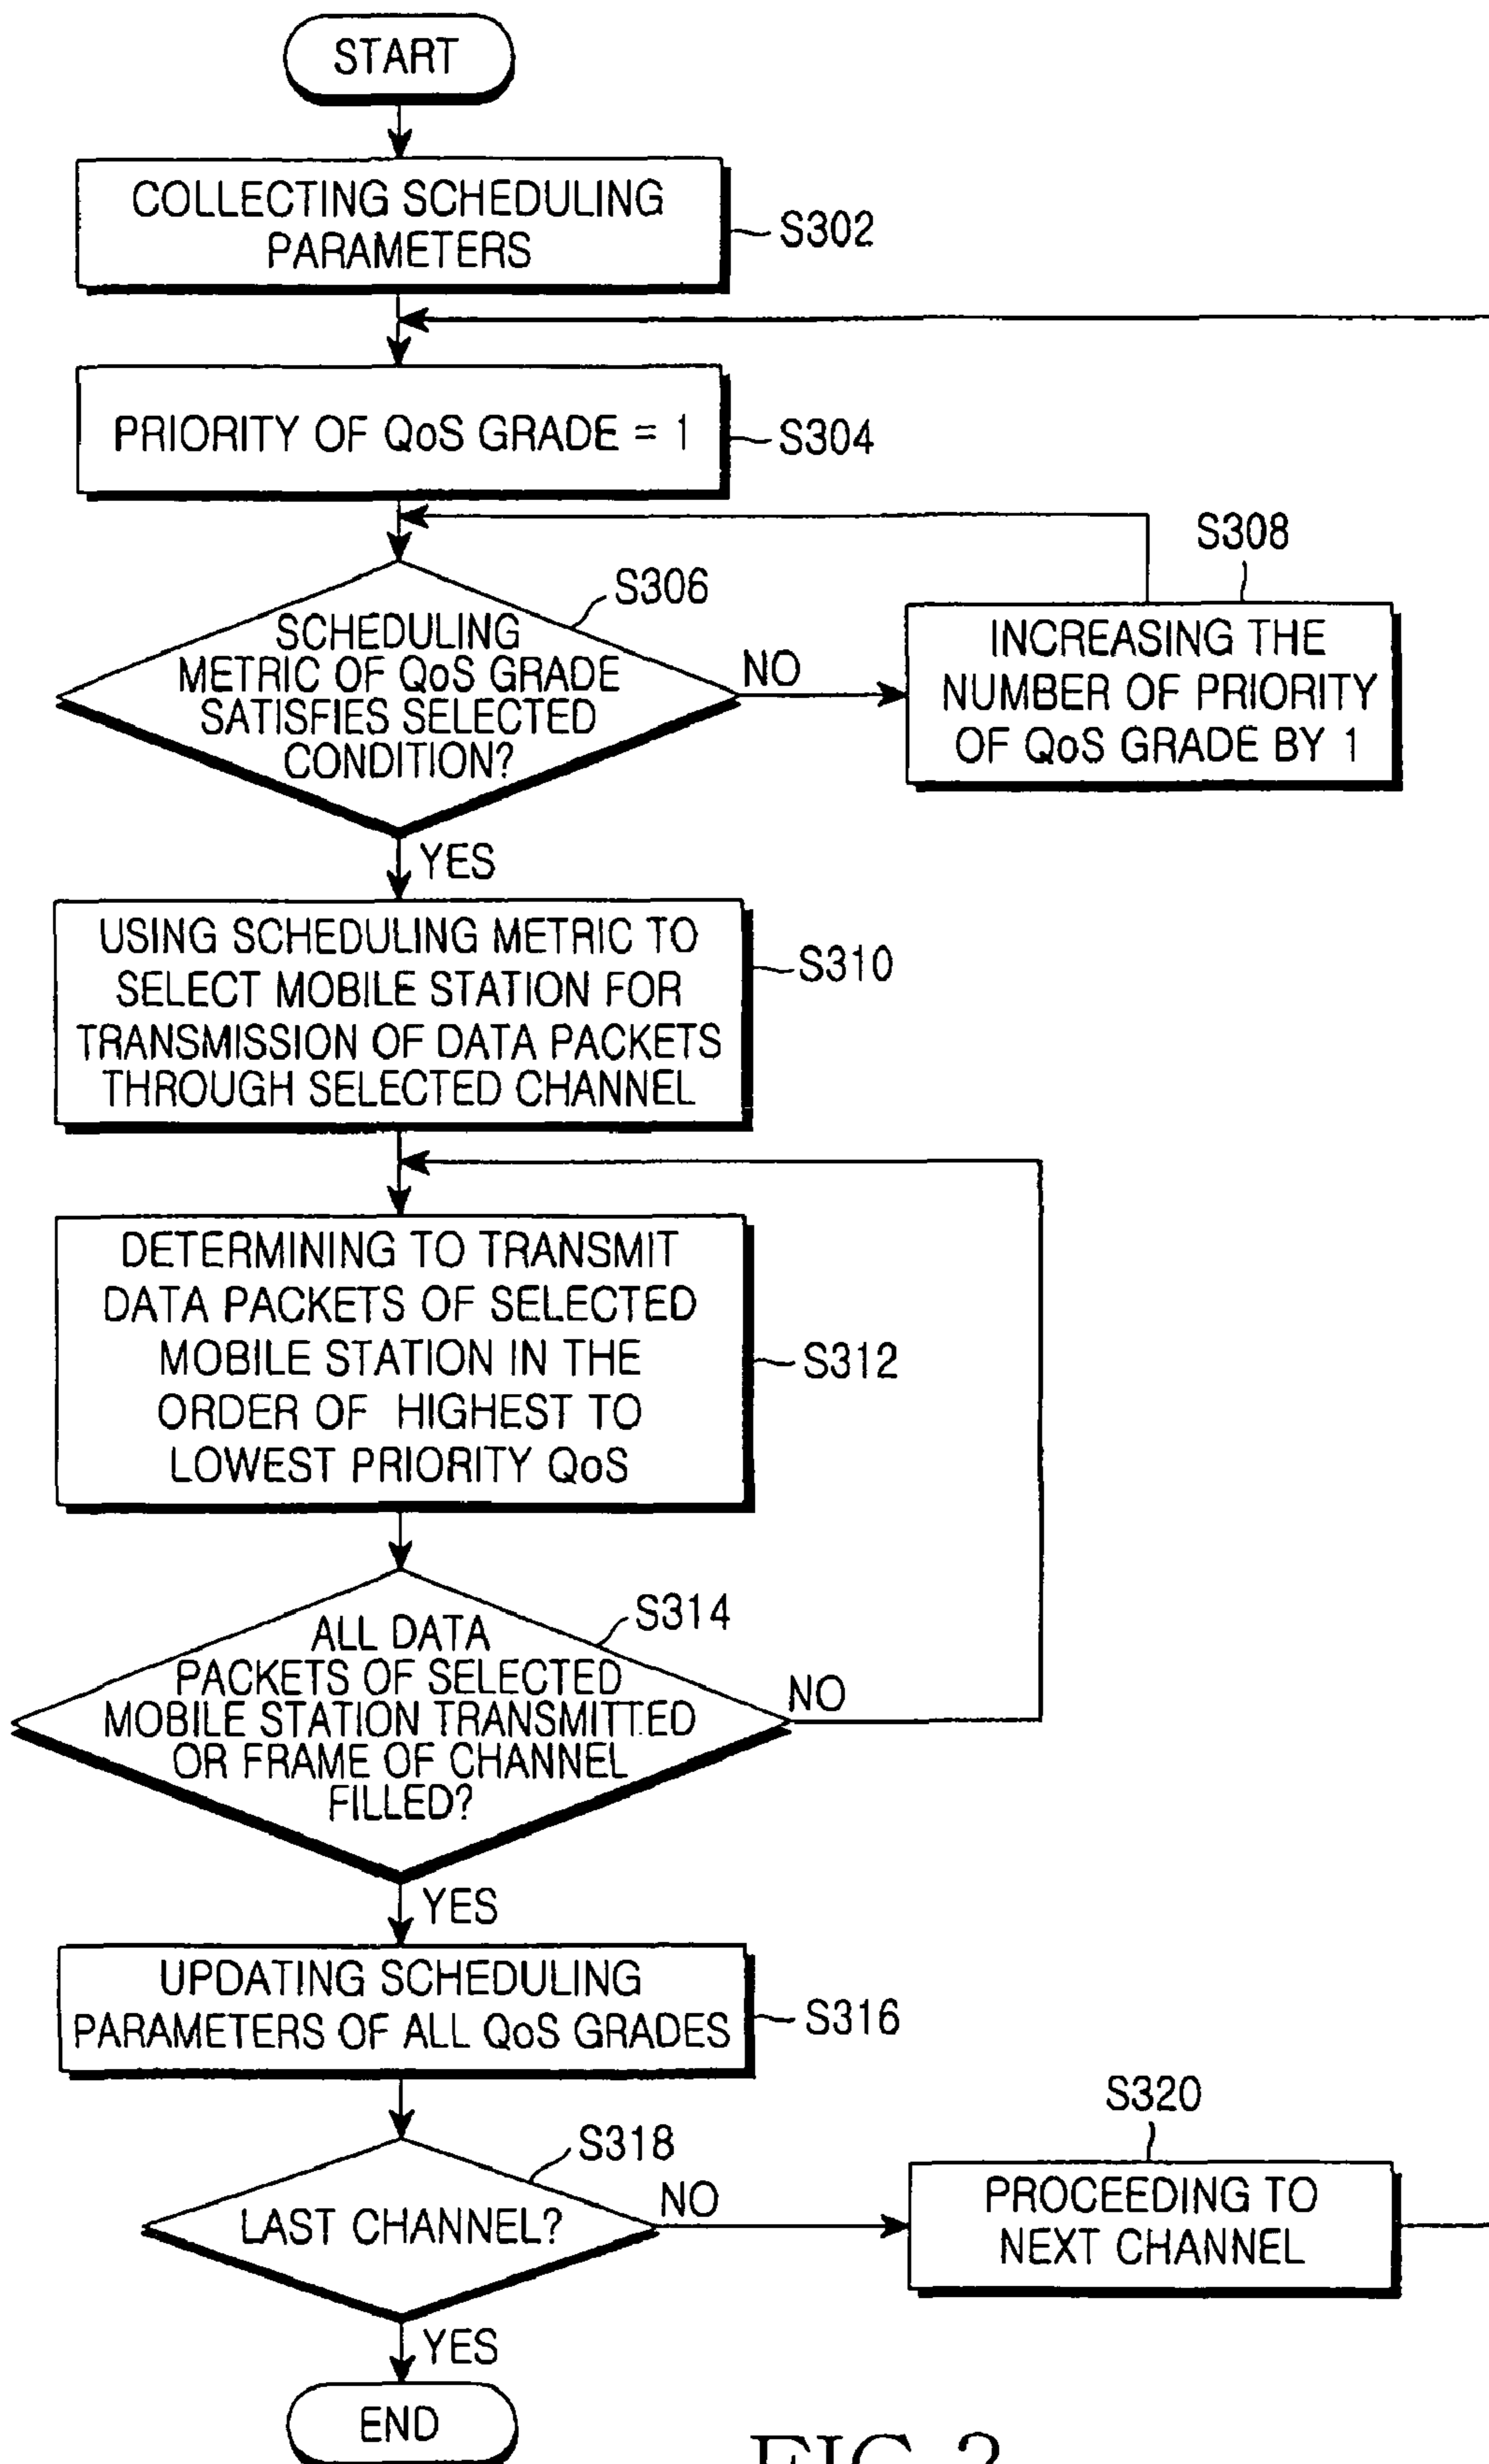 START
COLLECTING SCHEDULING
PARAMETERS
S302
PRIORITY OF QoS GRADE = 1
S304
S306
SCHEDULING
METRIC OF QoS GRADE
SATISFIES SELECTED
CONDITION?
NO
S308
INCREASING THE
NUMBER OF PRIORITY
OF QoS GRADE BY 1
YES
USING SCHEDULING METRIC TO
SELECT MOBILE STATION FOR
TRANSMISSION OF DATA PACKETS
THROUGH SELECTED CHANNEL
S310
DETERMINING TO TRANSMIT
DATA PACKETS OF SELECTED
MOBILE STATION IN THE
ORDER OF HIGHEST TO
LOWEST PRIORITY QoS
S312
S314
ALL DATA
PACKETS OF SELECTED
MOBILE STATION TRANSMITTED
OR FRAME OF CHANNEL
FILLED?
NO
YES
UPDATING SCHEDULING
PARAMETERS OF ALL QoS GRADES
S316
S318
LAST CHANNEL?
NO
S320
PROCEEDING TO
NEXT CHANNEL
YES
END